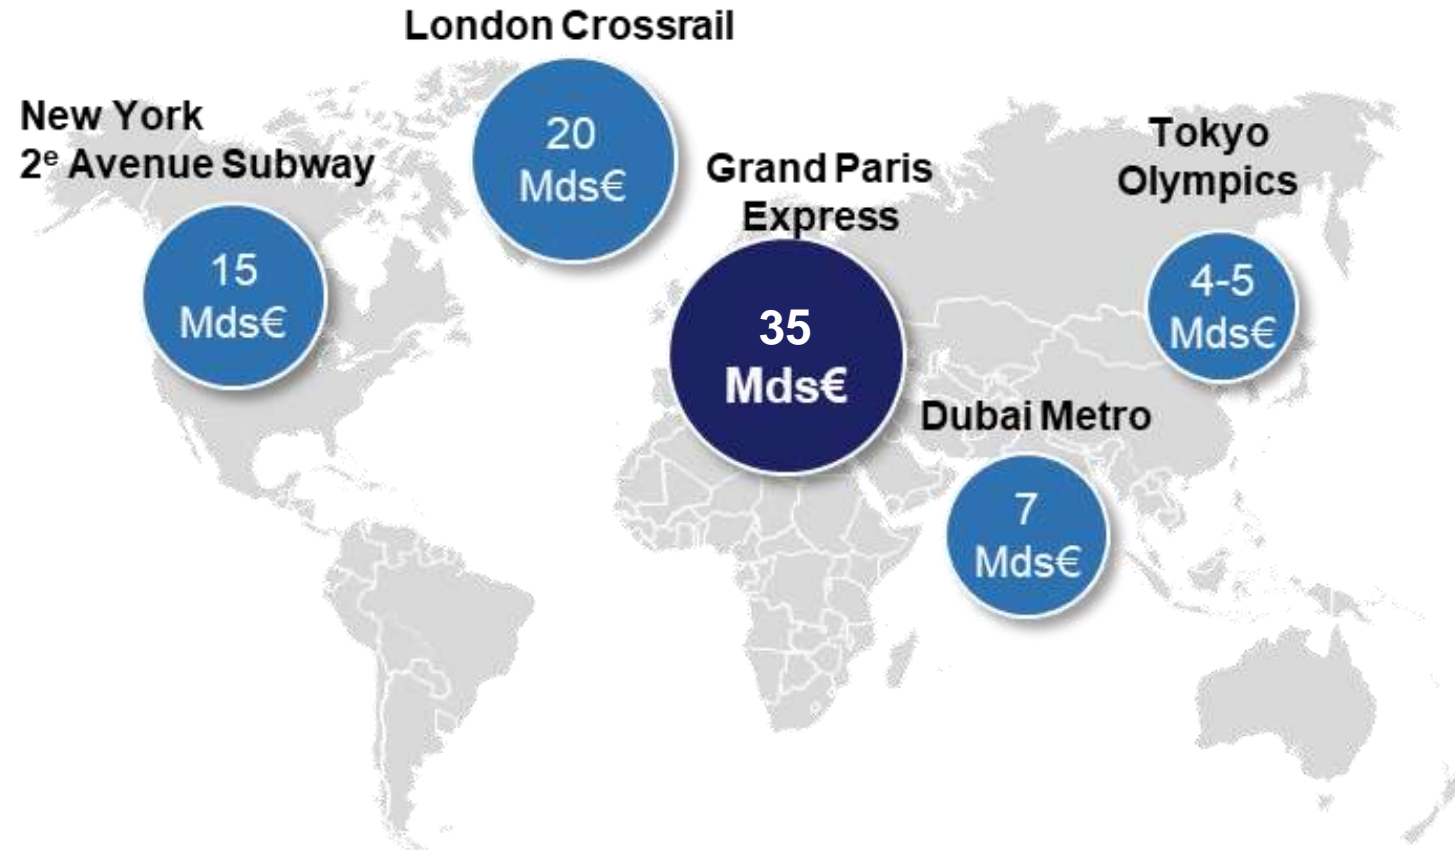 London Crossrail
20
Mds€
New York
2e Avenue Subway
15
Mds€
Grand Paris
Express
35
Mds€
Tokyo
Olympics
4-5
Mds€
Dubai Metro
7
Mds€